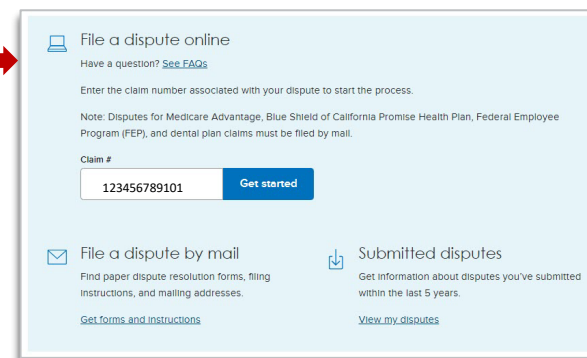 File a dispute online
Have a question? See FAQs
Enter the claim number associated with your dispute to start the process.
Note: Disputes for Medicare Advantage, Blue Shield of California Promise Health Plan, Federal Employee
Program (FEP), and dental plan claims must be filed by mail.
Claim #
123456789101
Get started
File a dispute by mail
Find paper dispute resolution forms, filing
instructions, and mailing addresses.
Get forms and instructions
Submitted disputes
Get information about disputes you've submitted
within the last 5 years.
View my disputes